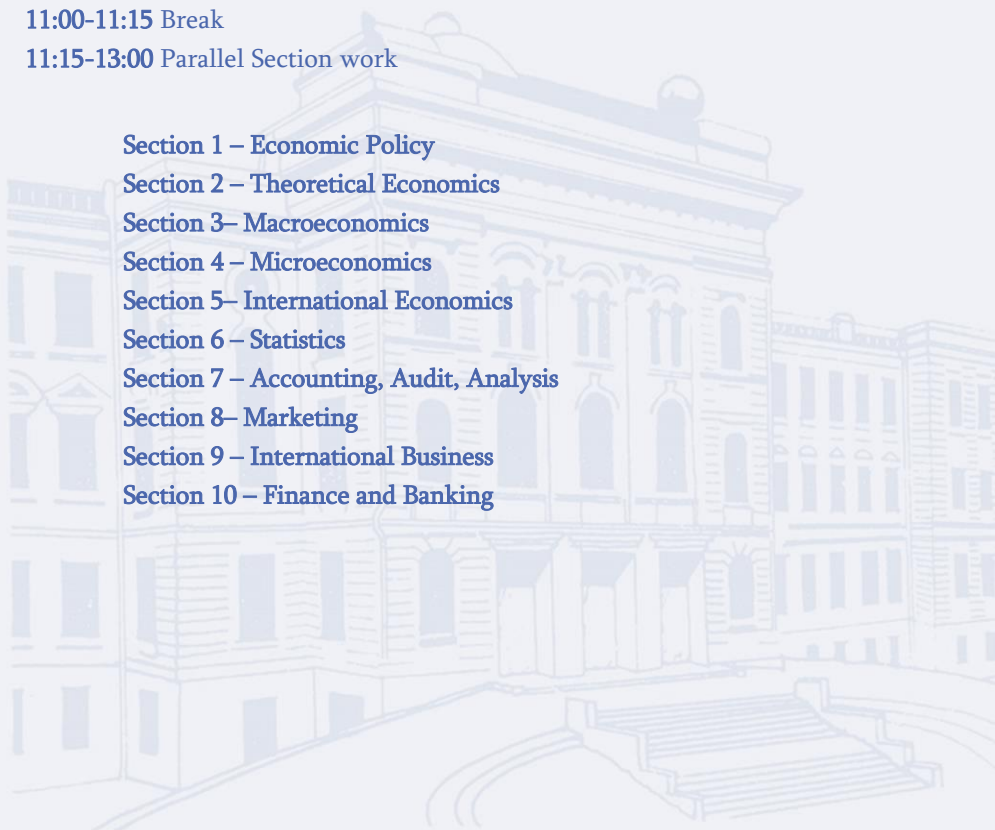 11:00-11:15 Break
11:15-13:00 Parallel Section work
Section 1 – Economic Policy
Section 2 – Theoretical Economics
Section 3– Macroeconomics
Section 4 – Microeconomics
Section 5– International Economics
Section 6 – Statistics
Section 7 – Accounting, Audit, Analysis
Section 8– Marketing
Section 9 – International Business
Section 10 – Finance and Banking